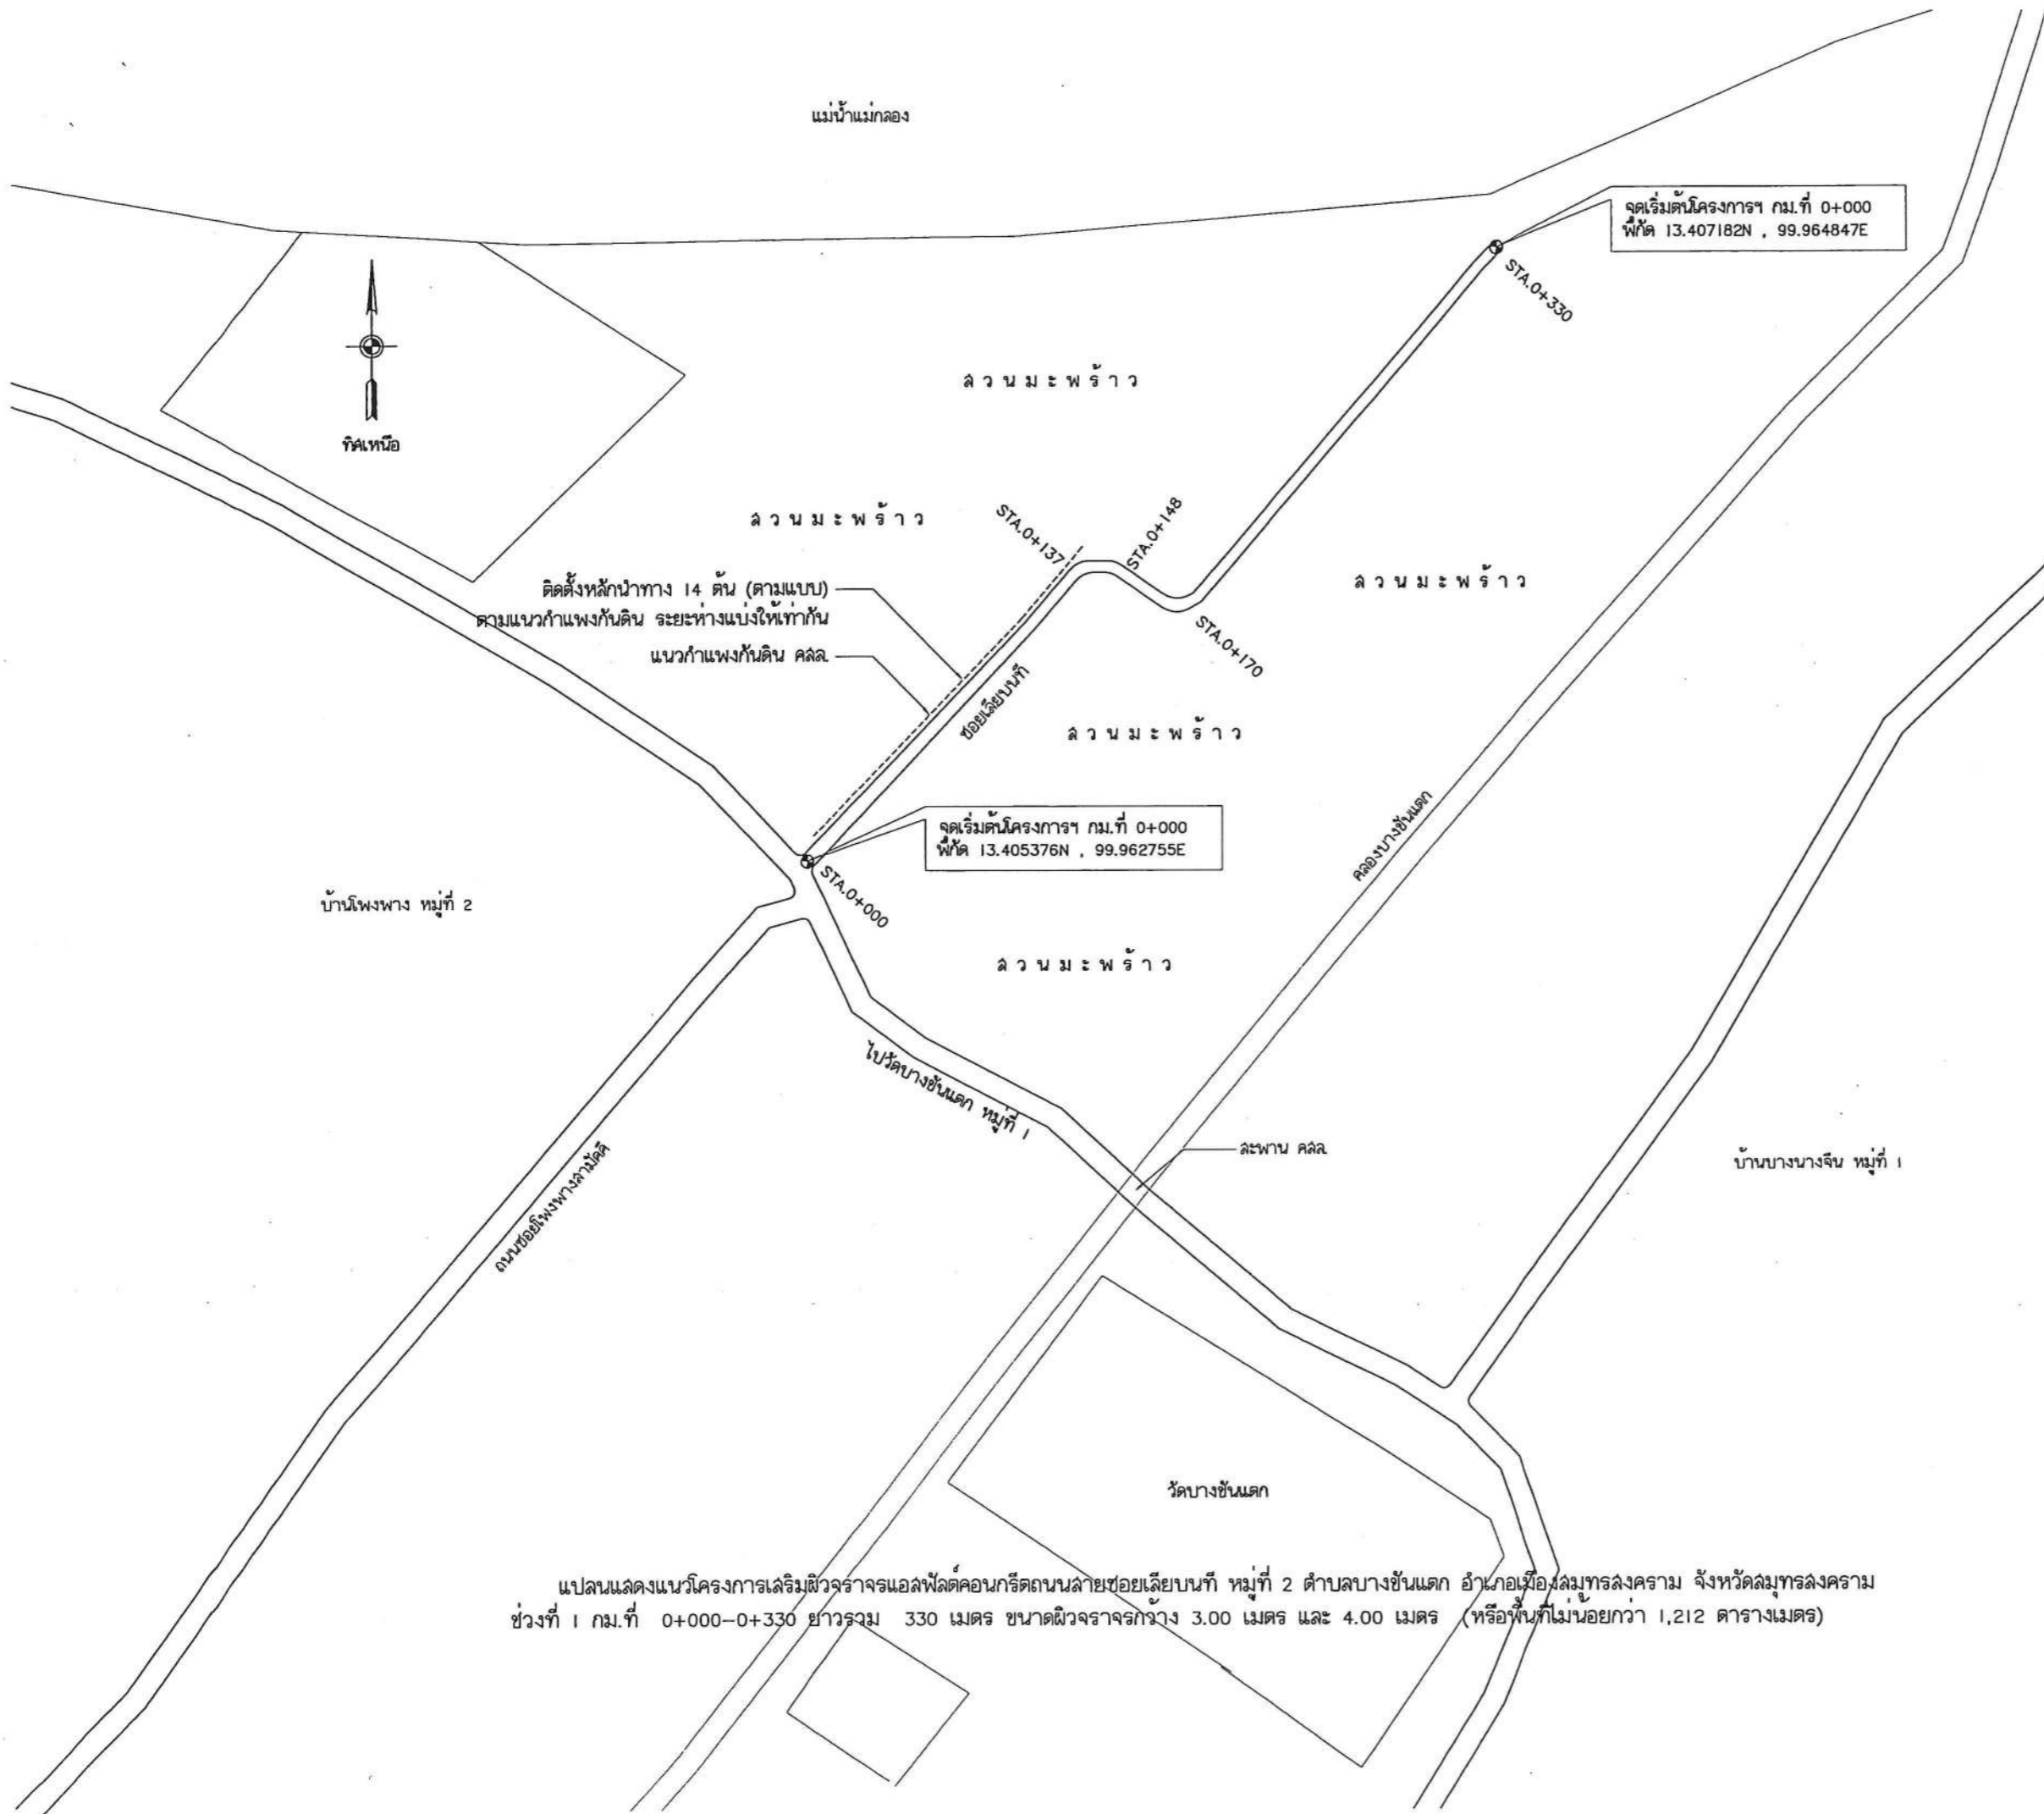 แม่น้ำแม่กลอง
จุดเริ่มต้นโครงการฯ กม.ที่ 0+000
พิกัด 13.407182N , 99.964847E
STA.0+330
ทิศเหนือ
สวนมะพร้าว
สวนมะพร้าว
STA.0+137
STA.0+148
สวนมะพร้าว
ติดตั้งหลักนำทาง 14 ต้น (ตามแบบ)
ตามแนวกำแพงกันดิน ระยะห่างแบ่งให้เท่ากัน
แนวกำแพงกันดิน คสล.
STA.0+170
ซอยเลียบนที
สวนมะพร้าว
จุดเริ่มต้นโครงการฯ กม.ที่ 0+000
พิกัด 13.405376N , 99.962755E
คลองบางขันแตก
STA.0+000
บ้านโพงพาง หมู่ที่ 2
สวนมะพร้าว
ไปวัดบางขันแตก หมู่ที่ 1
สะพาน คสล.
บ้านบางนางจีน หมู่ที่ 1
ถนนซอยโพงพางสามัคคี
วัดบางขันแตก
แปลนแสดงแนวโครงการเสริมผิวจราจรแอสฟัลต์คอนกรีตถนนสายซอยเลียบนที หมู่ที่ 2 ตำบลบางขันแตก อำเภอเมืองสมุทรสงคราม จังหวัดสมุทรสงคราม
ช่วงที่ 1 กม.ที่ 0+000-0+330 ยาวรวม 330 เมตร ขนาดผิวจราจรกว้าง 3.00 เมตร และ 4.00 เมตร (หรือพื้นที่ไม่น้อยกว่า 1,212 ตารางเมตร)